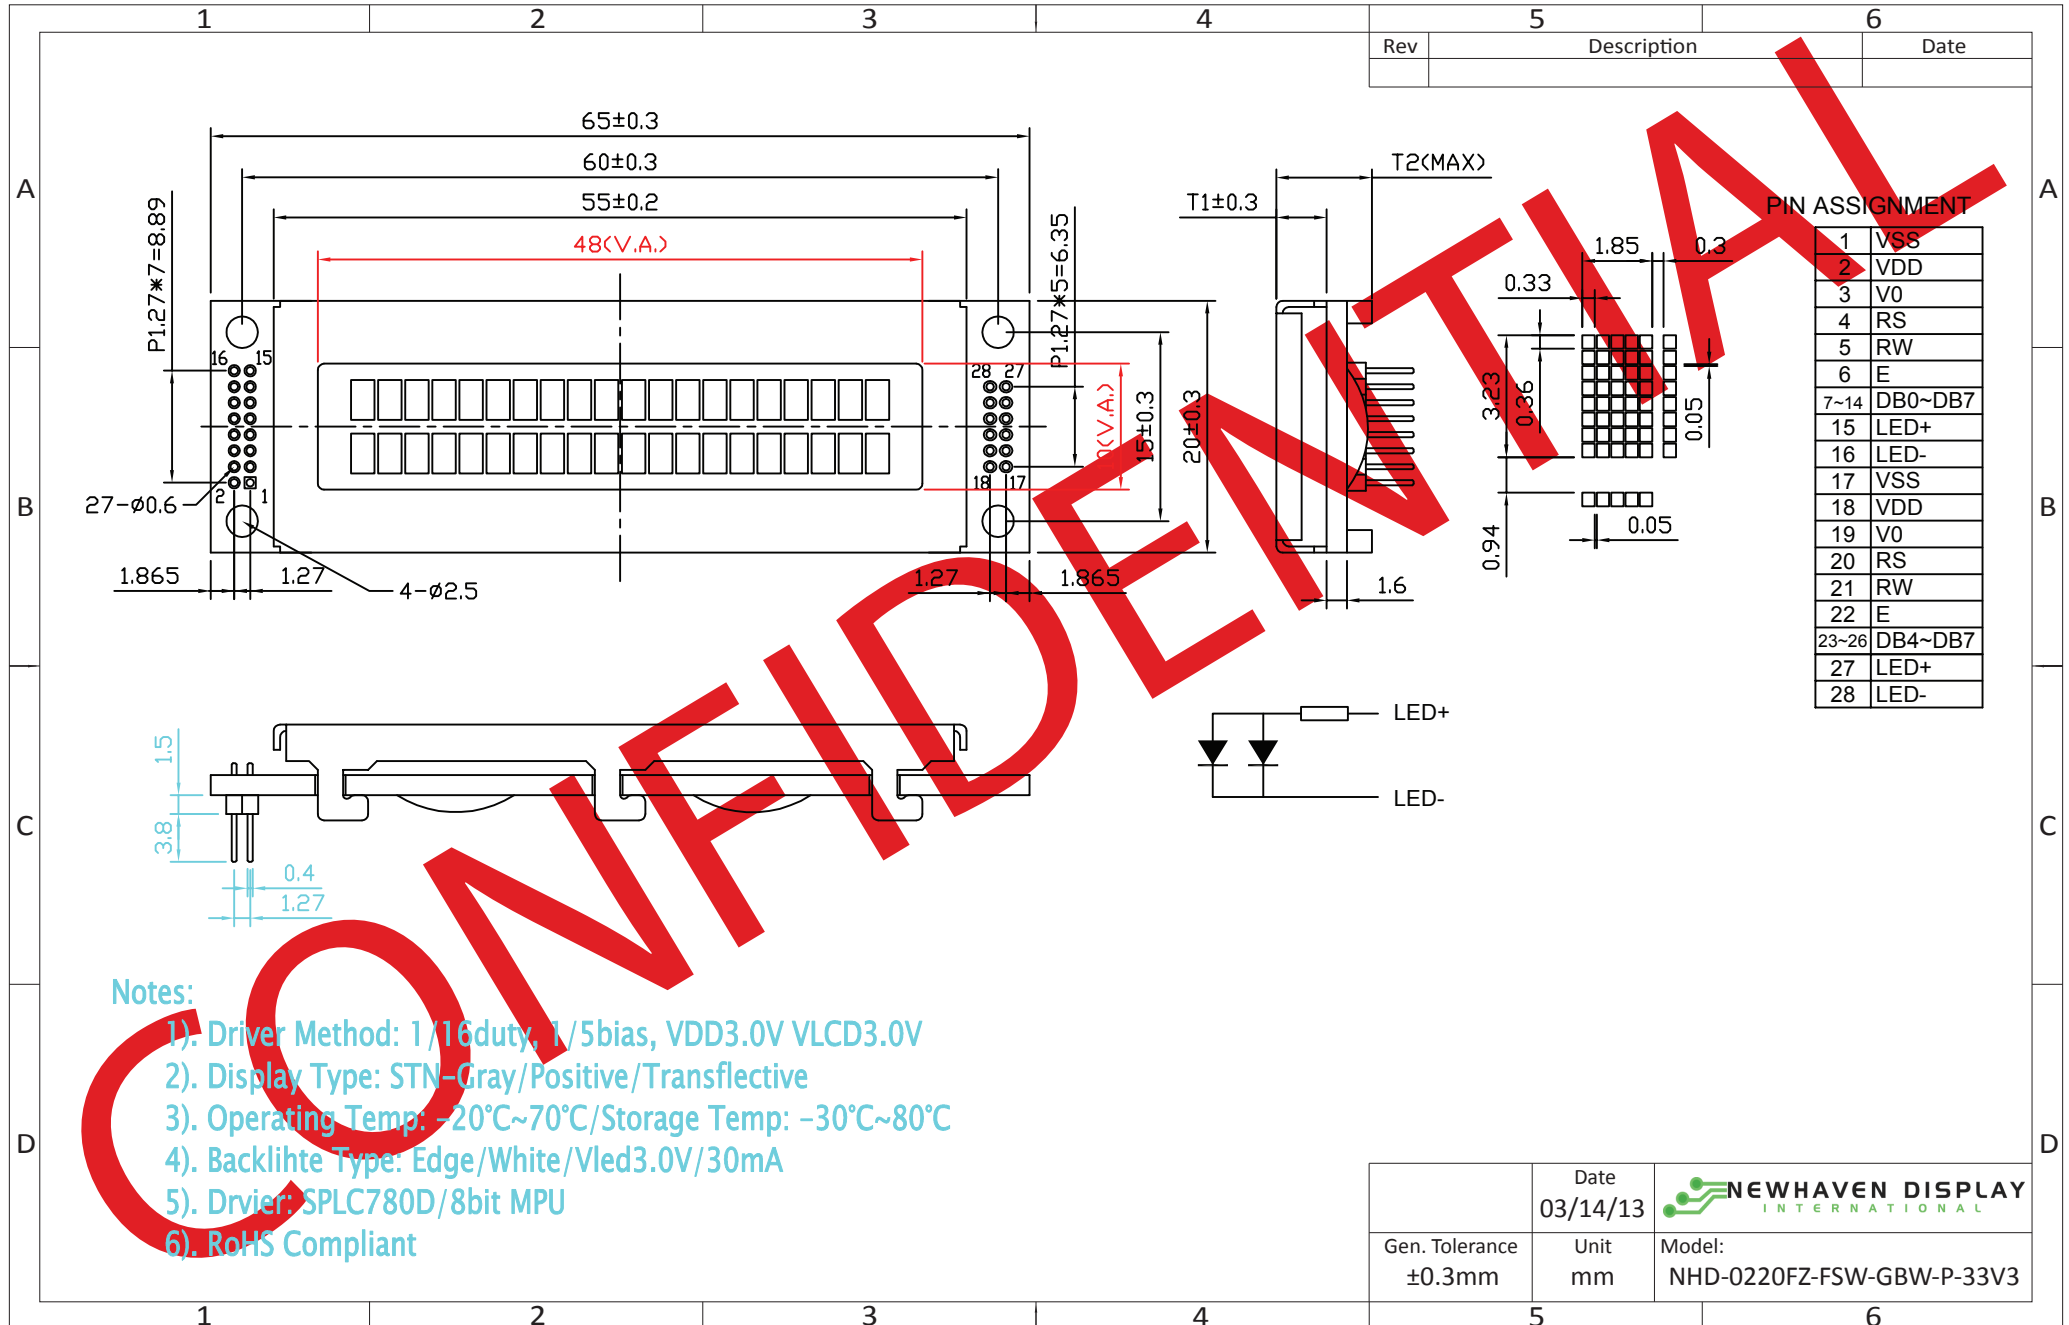 1 2 3 4 5 6
Rev Description Date
A A
B B
C C
D D
65±0.3
60±0.3
55±0.2
48(V.A.)
P1.27*7=8.89
P1.27*5=6.35
16 15
2 1
28 27
18 17
27-ø0.6
4-ø2.5
1.865 1.27
1.27 1.865
15±0.3
20±0.3
T2(MAX)
T1±0.3
1.6
1.85 0.3
0.33
3.23
0.36
0.05
0.94
0.05
PIN ASSIGNMENT
1 VSS
2 VDD
3 V0
4 RS
5 RW
6 E
7~14 DB0~DB7
15 LED+
16 LED-
17 VSS
18 VDD
19 V0
20 RS
21 RW
22 E
23~26 DB4~DB7
27 LED+
28 LED-
LED+
LED-
1.5
3.8
0.4
1.27
CONFIDENTIAL
Notes:
1). Driver Method: 1/16duty, 1/5bias, VDD3.0V VLCD3.0V
2). Display Type: STN-Gray/Positive/Transflective
3). Operating Temp: -20°C~70°C/Storage Temp: -30°C~80°C
4). Backlihte Type: Edge/White/Vled3.0V/30mA
5). Drvier: SPLC780D/8bit MPU
6). RoHS Compliant
Date
03/14/13
NEWHAVEN DISPLAY
INTERNATIONAL
Gen. Tolerance
±0.3mm
Unit
mm
Model:
NHD-0220FZ-FSW-GBW-P-33V3
1 2 3 4 5 6